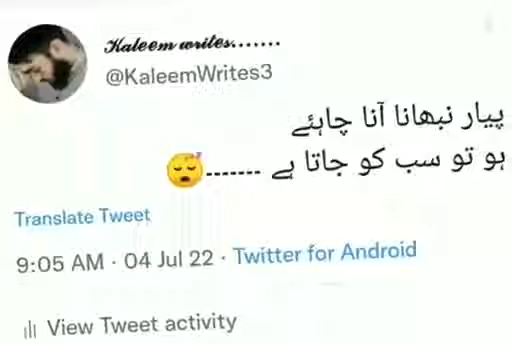 𝓚𝓪𝓵𝓮𝓮𝓶 𝔀𝓻𝓲𝓽𝓮𝓼.......
@KaleemWrites3
پیار نبھانا آنا چاہئے
ہو تو سب کو جاتا ہے .......😴
Translate Tweet
9:05 AM · 04 Jul 22 · Twitter for Android
View Tweet activity